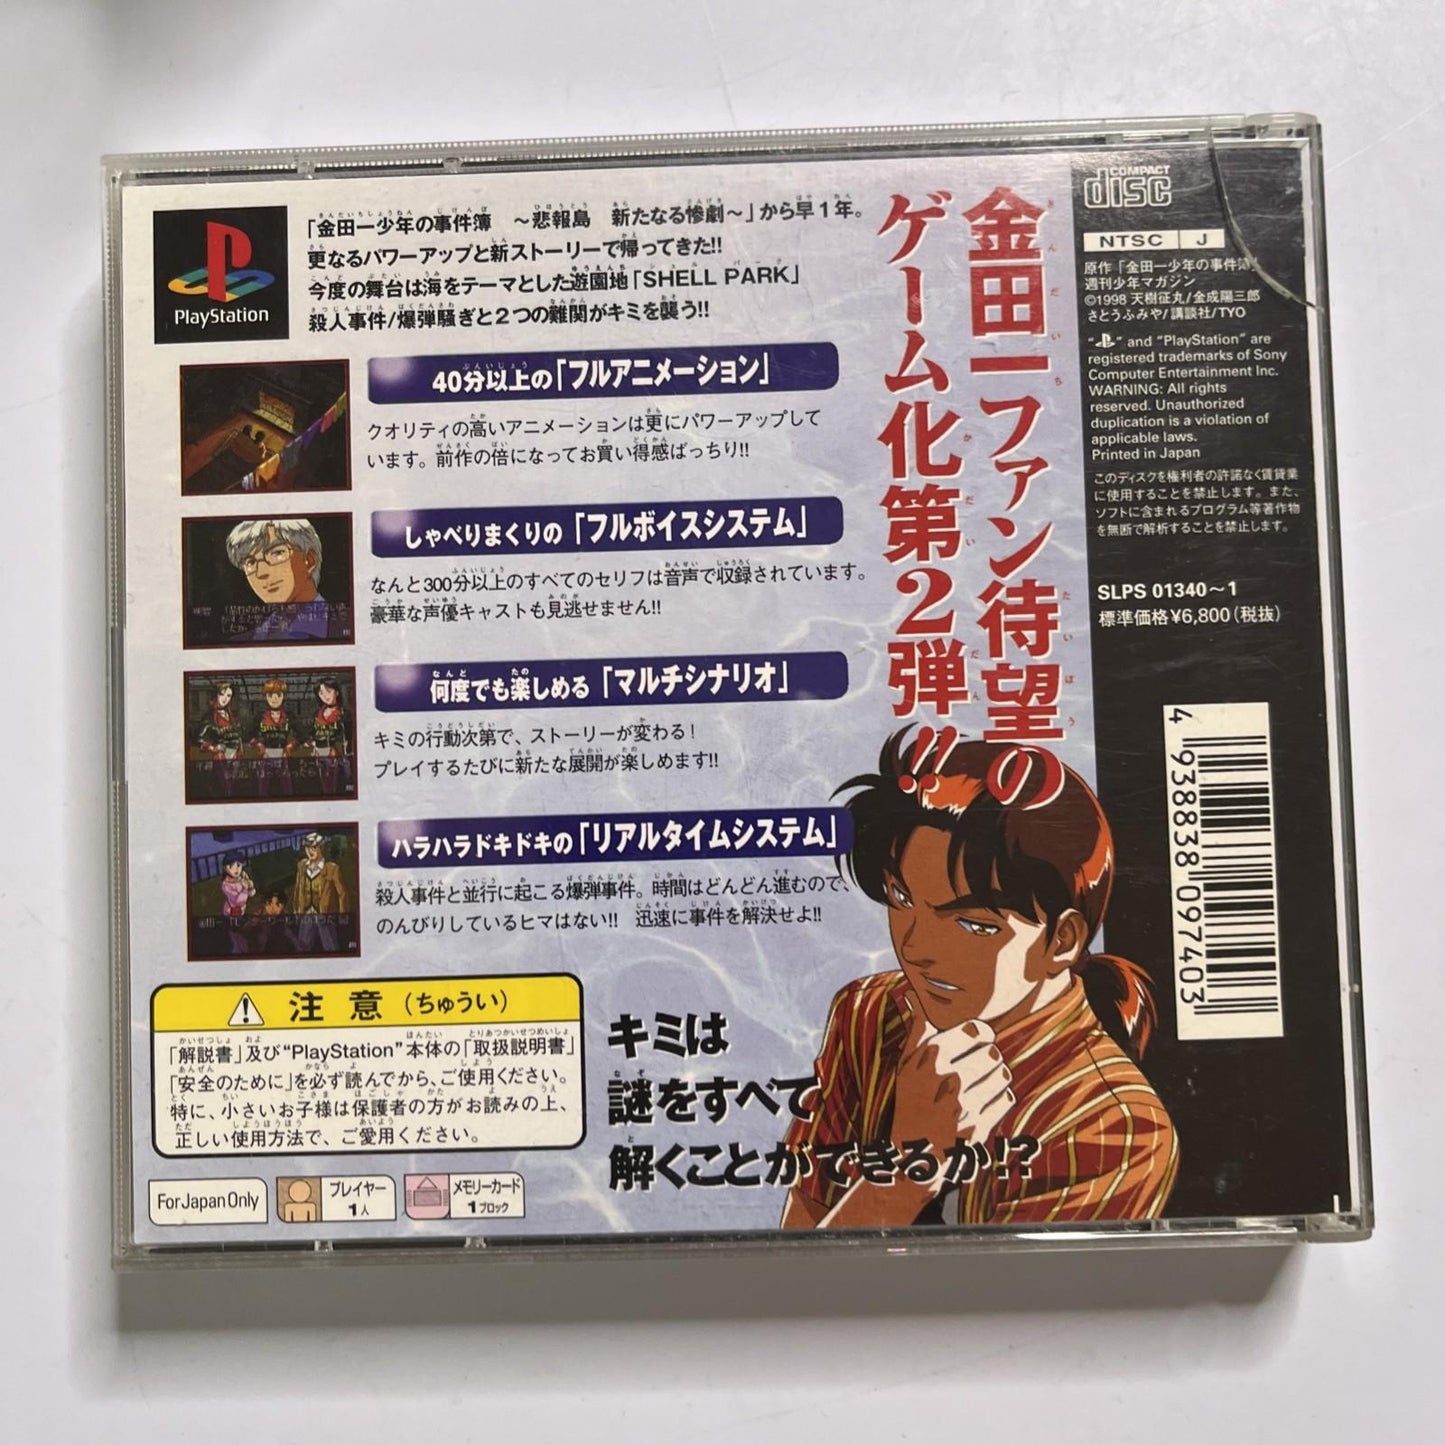 PlayStation
「金田一少年の事件簿　～悲報島　新たなる惨劇～」から早1年。
更なるパワーアップと新ストーリーで帰ってきた!!
今度の舞台は海をテーマとした遊園地「SHELL PARK」
殺人事件/爆弾騒ぎと2つの難関がキミを襲う!!
金田一ファン待望の
ゲーム化第2弾!!
40分以上の「フルアニメーション」
クオリティの高いアニメーションは更にパワーアップして
います。前作の倍になってお買い得感ばっちり!!
しゃべりまくりの「フルボイスシステム」
なんと300分以上のすべてのセリフは音声で収録されています。
豪華な声優キャストも見逃せません!!
何度でも楽しめる「マルチシナリオ」
キミの行動次第で、ストーリーが変わる!
プレイするたびに新たな展開が楽しめます!!
ハラハラドキドキの「リアルタイムシステム」
殺人事件と並行に起こる爆弾事件。時間はどんどん進むので、
のんびりしているヒマはない!!　迅速に事件を解決せよ!!
キミは
謎をすべて
解くことができるか!?
注意（ちゅうい）
「解説書」及び“PlayStation”本体の「取扱説明書」
「安全のために」を必ず読んでから、ご使用ください。
特に、小さいお子様は保護者の方がお読みの上、
正しい使用方法で、ご愛用ください。
For Japan Only
プレイヤー
1人
メモリーカード
1ブロック
COMPACT
disc
NTSC J
原作「金田一少年の事件簿」
週刊少年マガジン
©1998 天樹征丸/金成陽三郎
さとうふみや/講談社/TYO
“ ” and “PlayStation” are
registered trademarks of Sony
Computer Entertainment Inc.
WARNING: All rights
reserved. Unauthorized
duplication is a violation of
applicable laws.
Printed in Japan
このディスクを権利者の許諾なく賃貸業
に使用することを禁止します。また、
ソフトに含まれるプログラム等著作物
を無断で解析することを禁止します。
SLPS 01340～1
標準価格¥6,800(税抜)
4 938838 097403